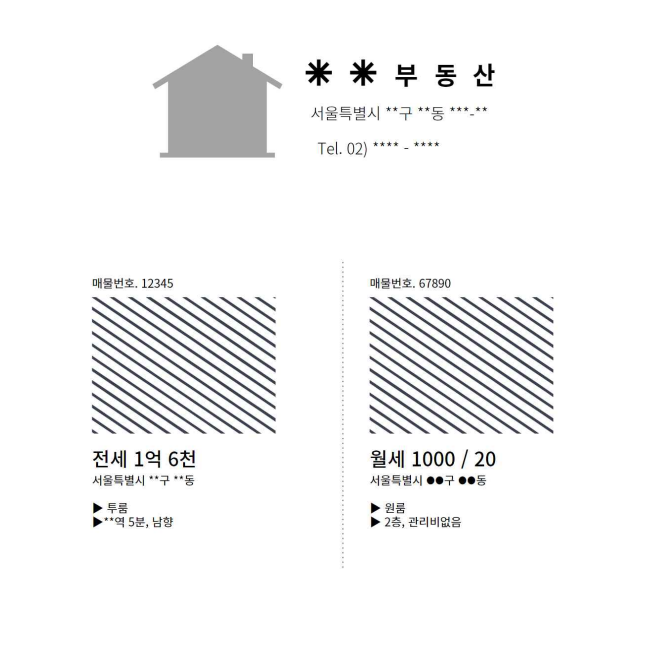 ** 부동산
서울특별시 **구 **동 ***-**
Tel. 02) **** - ****
매물번호. 12345
전세 1억 6천
서울특별시 **구 **동
▶ 투룸
▶**역 5분, 남향
매물번호. 67890
월세 1000 / 20
서울특별시 ●●구 ●●동
▶ 원룸
▶ 2층, 관리비없음